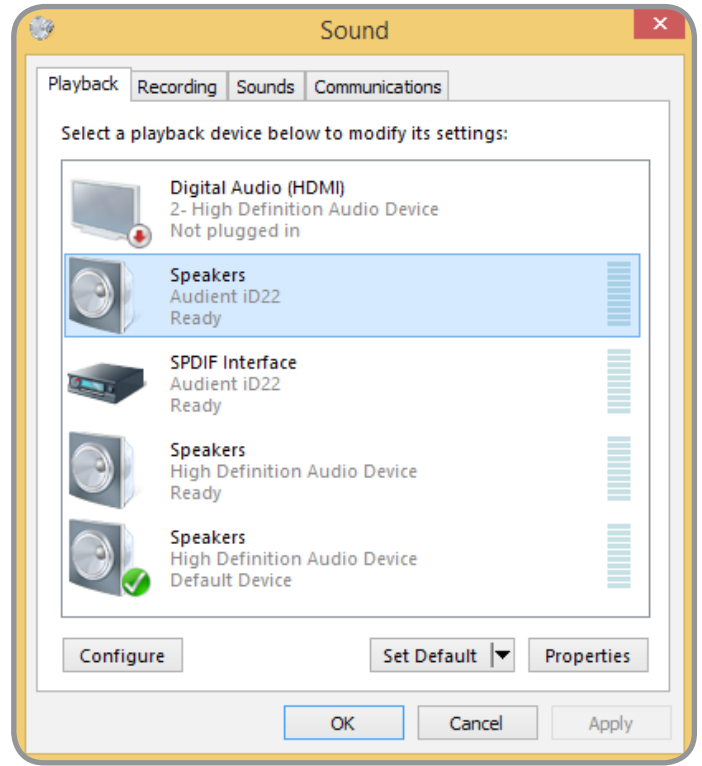 Sound
Playback Recording Sounds Communications
Select a playback device below to modify its settings:
Digital Audio (HDMI)
2- High Definition Audio Device
Not plugged in
Speakers
Audient iD22
Ready
SPDIF Interface
Audient iD22
Ready
Speakers
High Definition Audio Device
Ready
Speakers
High Definition Audio Device
Default Device
Configure Set Default Properties
OK Cancel Apply